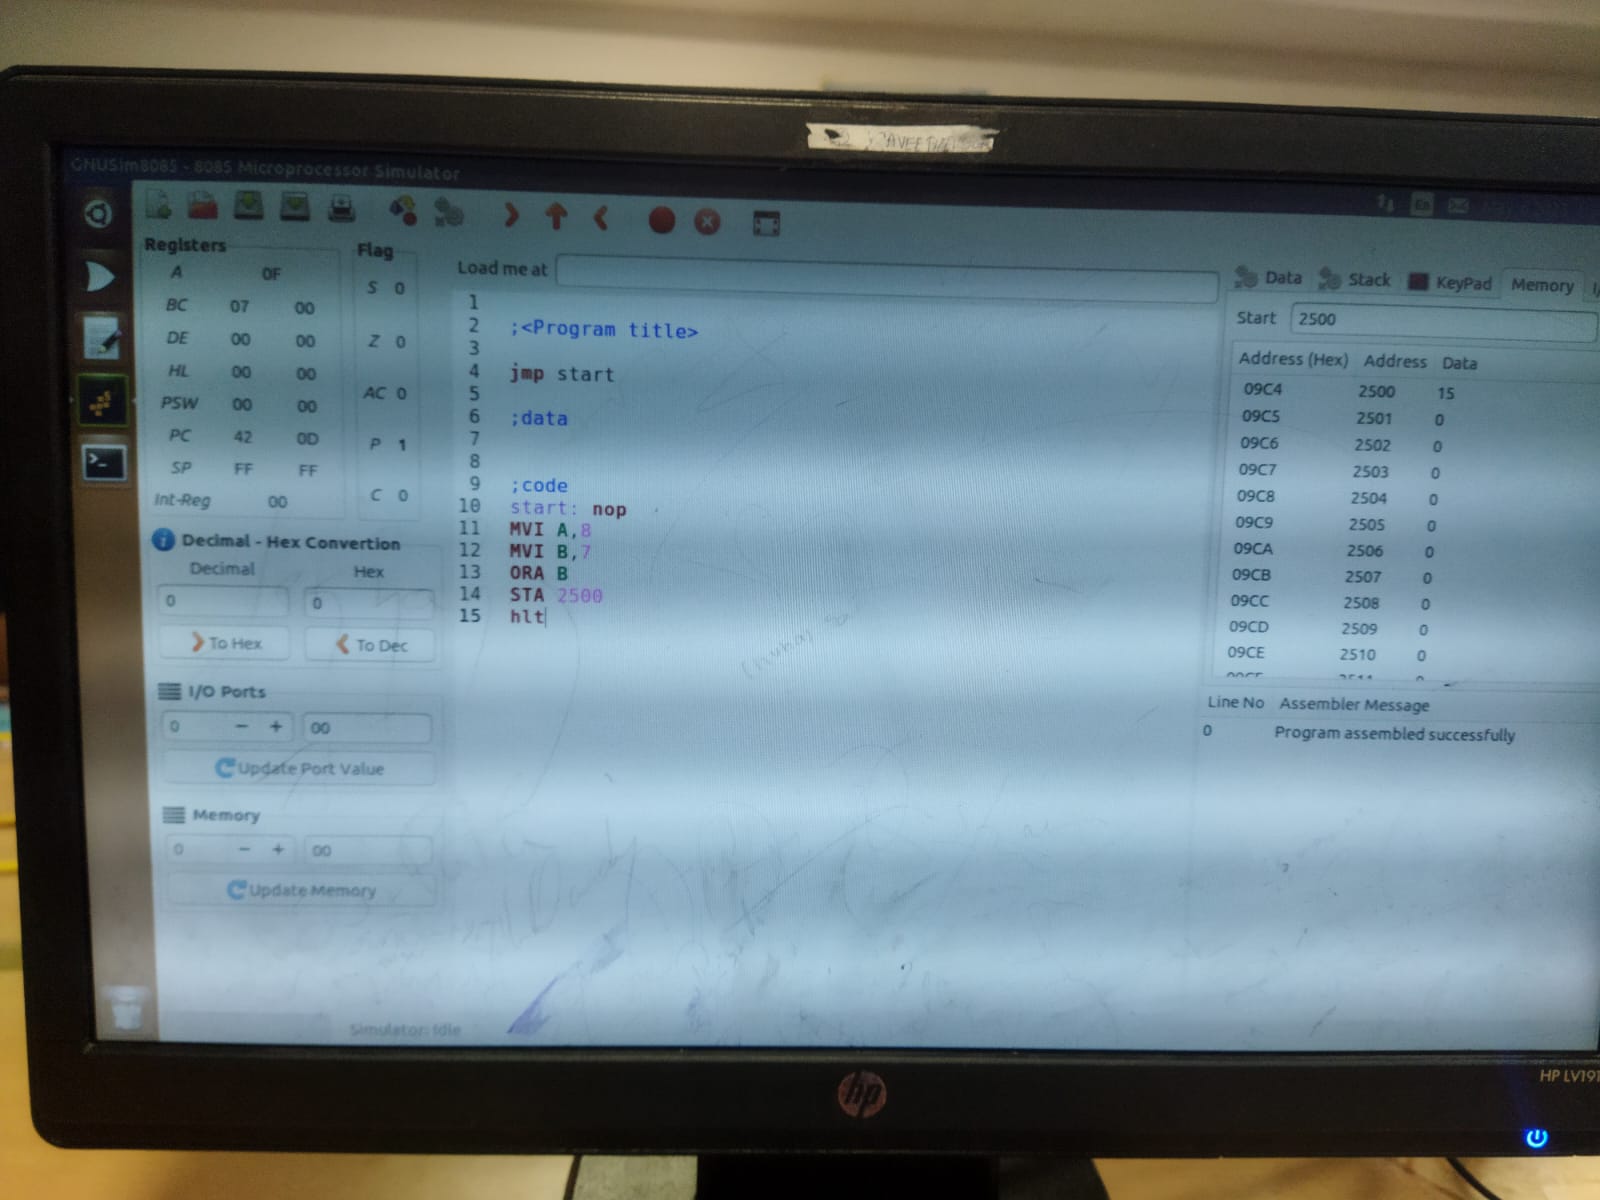 GNUSim8085 - 8085 Microprocessor Simulator
En
Registers
A 0F
BC 07 00
DE 00 00
HL 00 00
PSW 00 00
PC 42 0D
SP FF FF
Int-Reg 00
Flag
S 0
Z 0
AC 0
P 1
C 0
Decimal - Hex Convertion
Decimal Hex
0 0
To Hex To Dec
I/O Ports
0 - + 00
Update Port Value
Memory
0 - + 00
Update Memory
Load me at
1
2 ;<Program title>
3
4 jmp start
5
6 ;data
7
8
9 ;code
10 start: nop
11 MVI A,8
12 MVI B,7
13 ORA B
14 STA 2500
15 hlt
Data Stack KeyPad Memory I/
Start 2500
Address (Hex) Address Data
09C4 2500 15
09C5 2501 0
09C6 2502 0
09C7 2503 0
09C8 2504 0
09C9 2505 0
09CA 2506 0
09CB 2507 0
09CC 2508 0
09CD 2509 0
09CE 2510 0
Line No Assembler Message
0 Program assembled successfully
Simulator: Idle
hp
HP LV191